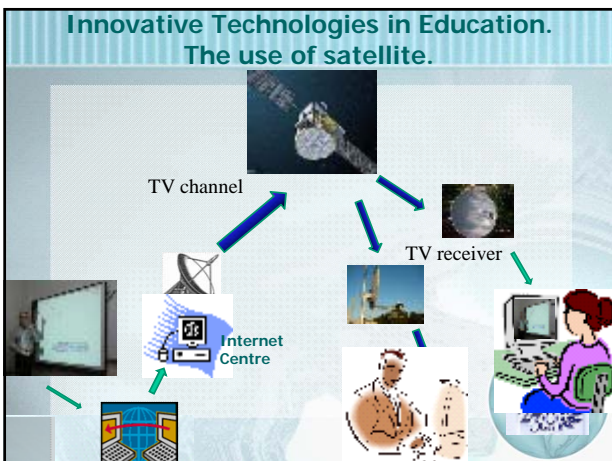 Innovative Technologies in Education.
The use of satellite.
TV channel
TV receiver
Internet
Centre